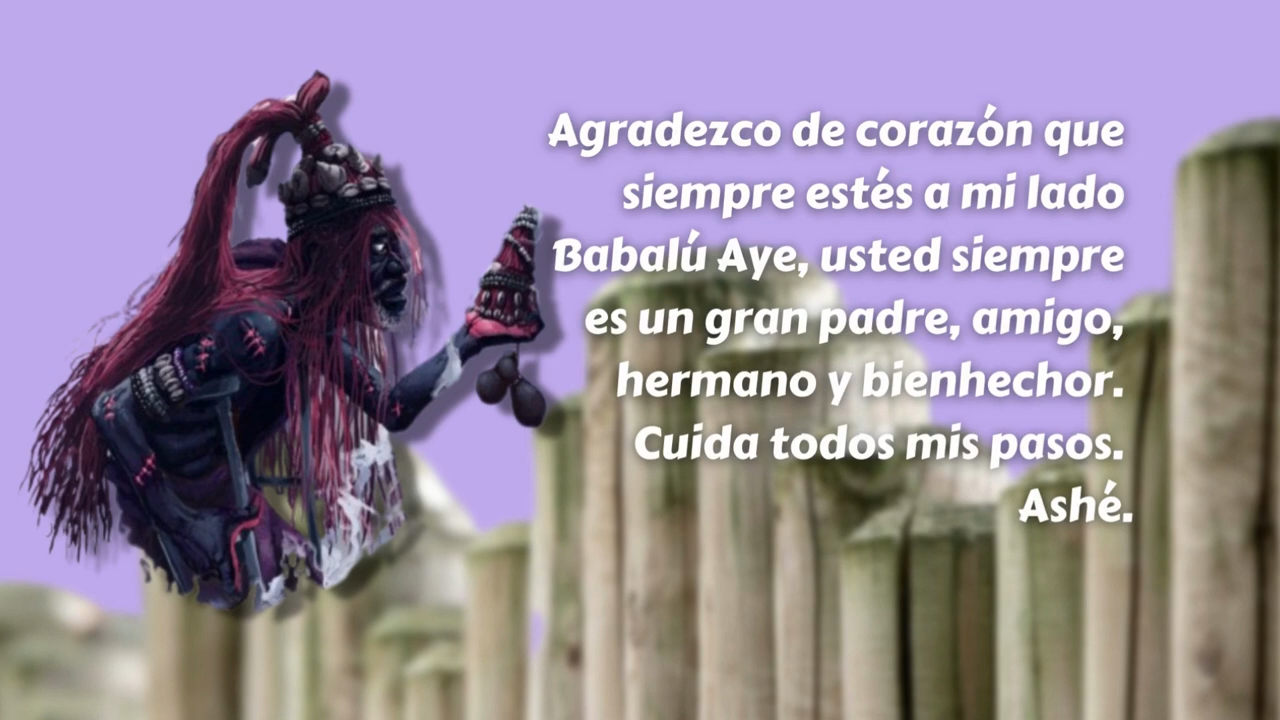 Agradezco de corazón que
siempre estés a mi lado
Babalú Aye, usted siempre
es un gran padre, amigo,
hermano y bienhechor.
Cuida todos mis pasos.
Ashé.